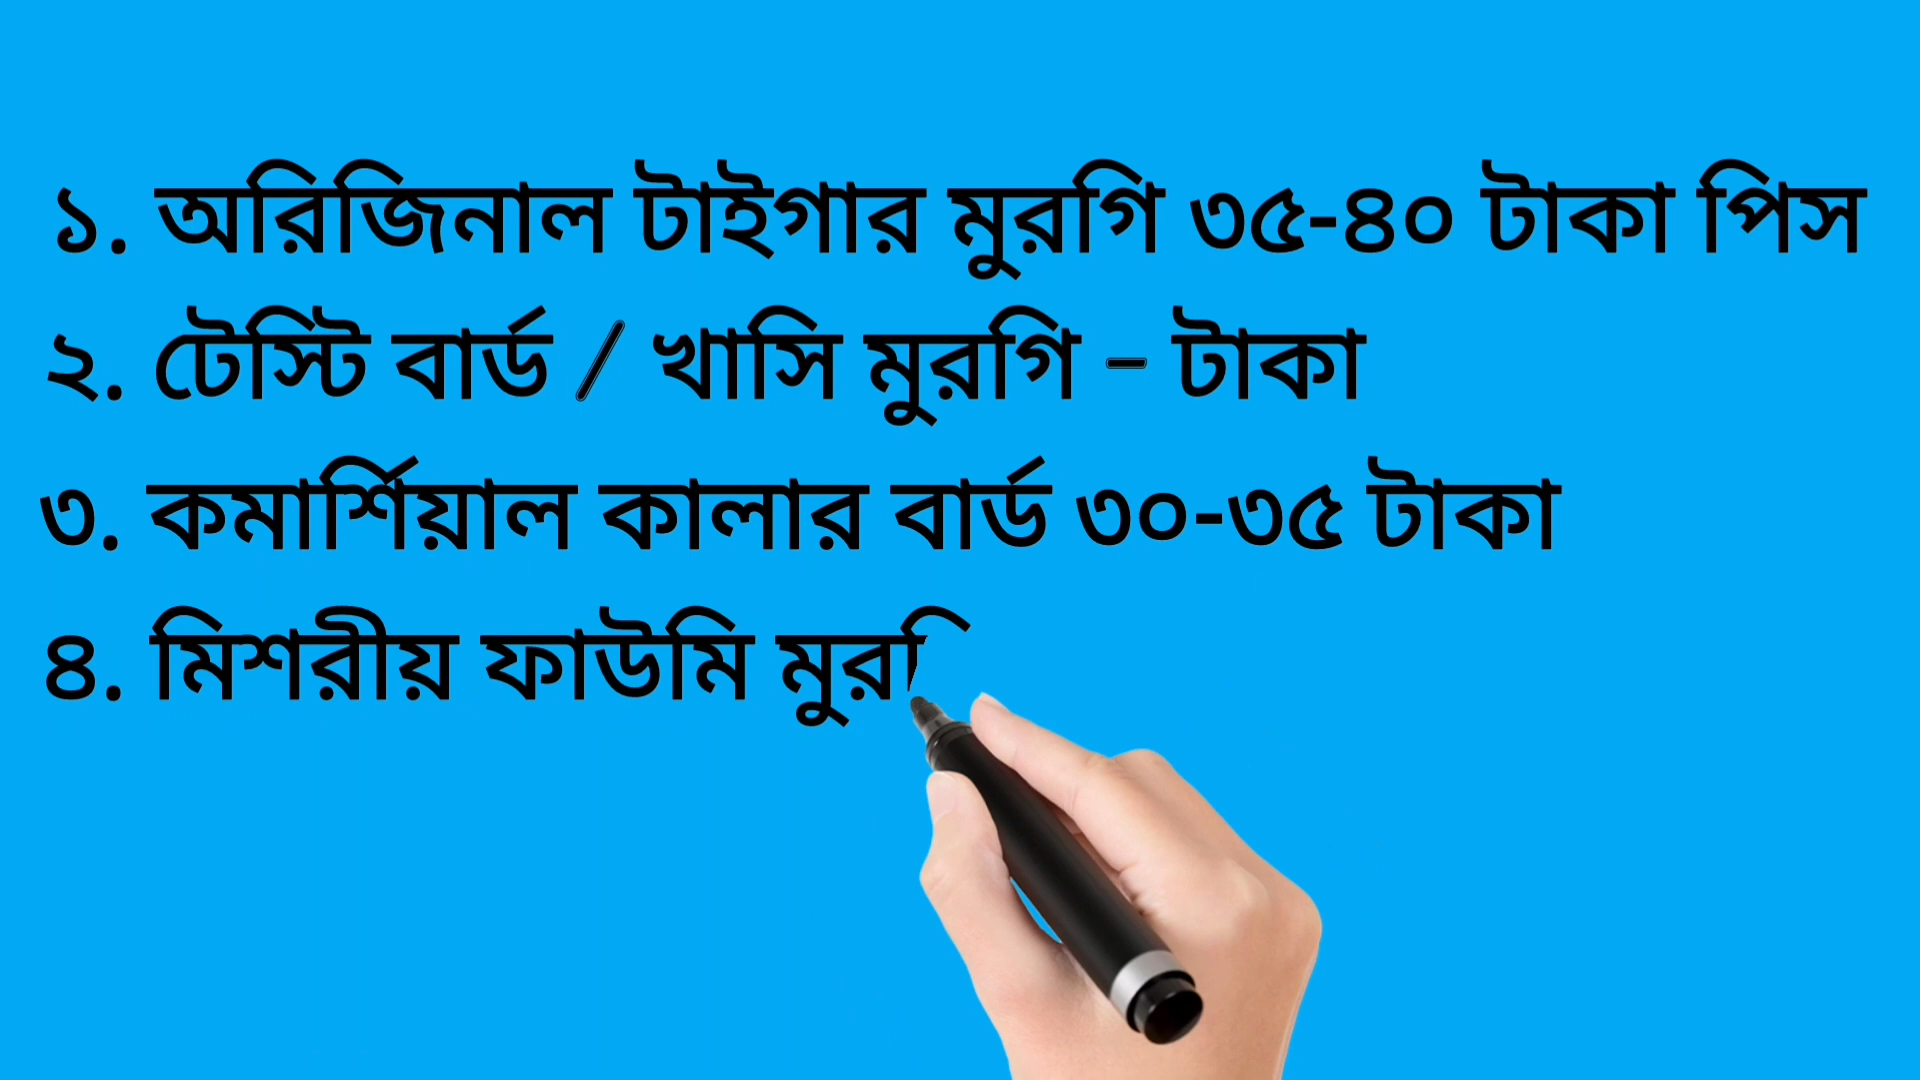 ১. অরিজিনাল টাইগার মুরগি ৩৫-৪০ টাকা পিস
২. টেস্টি বার্ড / খাসি মুরগি - টাকা
৩. কমার্শিয়াল কালার বার্ড ৩০-৩৫ টাকা
৪. মিশরীয় ফাউমি